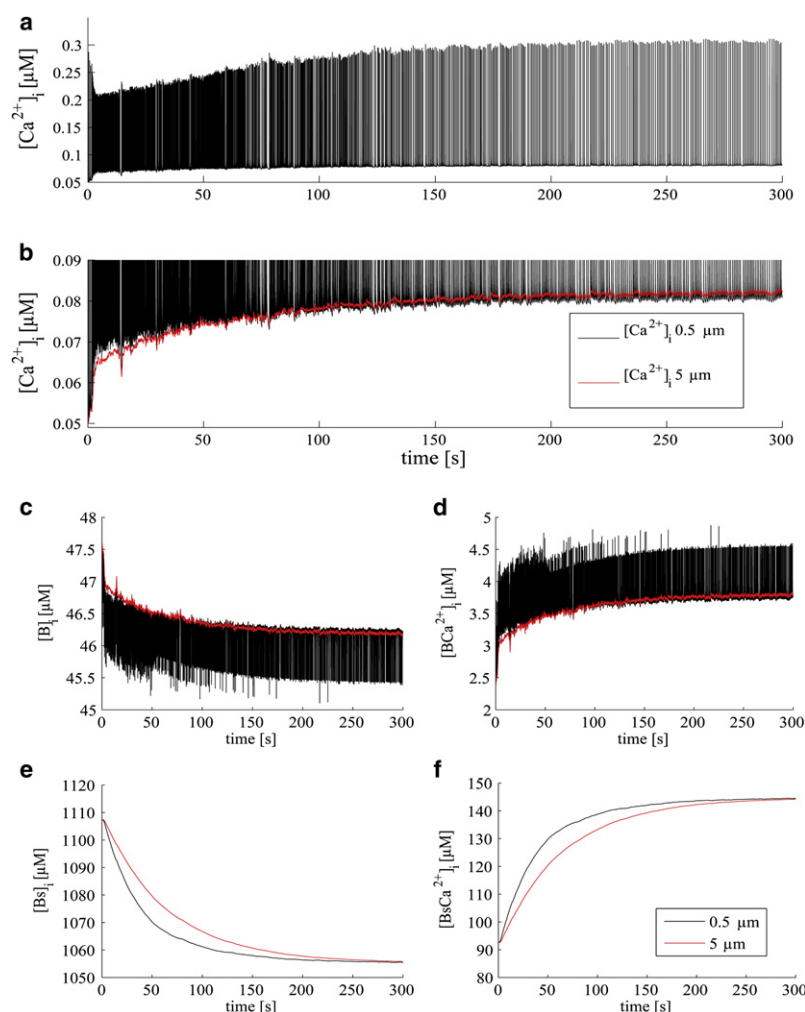 a
[Ca²⁺]ᵢ [µM]
0.3
0.25
0.2
0.15
0.1
0.05
0 50 100 150 200 250 300
b
[Ca²⁺]ᵢ [µM]
0.09
0.08
0.07
0.06
0.05
[Ca²⁺]ᵢ 0.5 µm
[Ca²⁺]ᵢ 5 µm
0 50 100 150 200 250 300
time [s]
c
[B]ᵢ [µM]
48
47.5
47
46.5
46
45.5
45
0 50 100 150 200 250 300
time [s]
d
[BCa²⁺]ᵢ [µM]
5
4.5
4
3.5
3
2.5
2
0 50 100 150 200 250 300
time [s]
e
[Bs]ᵢ [µM]
1120
1110
1100
1090
1080
1070
1060
1050
0 50 100 150 200 250 300
time [s]
f
[BsCa²⁺]ᵢ [µM]
150
140
130
120
110
100
90
80
0.5 µm
5 µm
0 50 100 150 200 250 300
time [s]